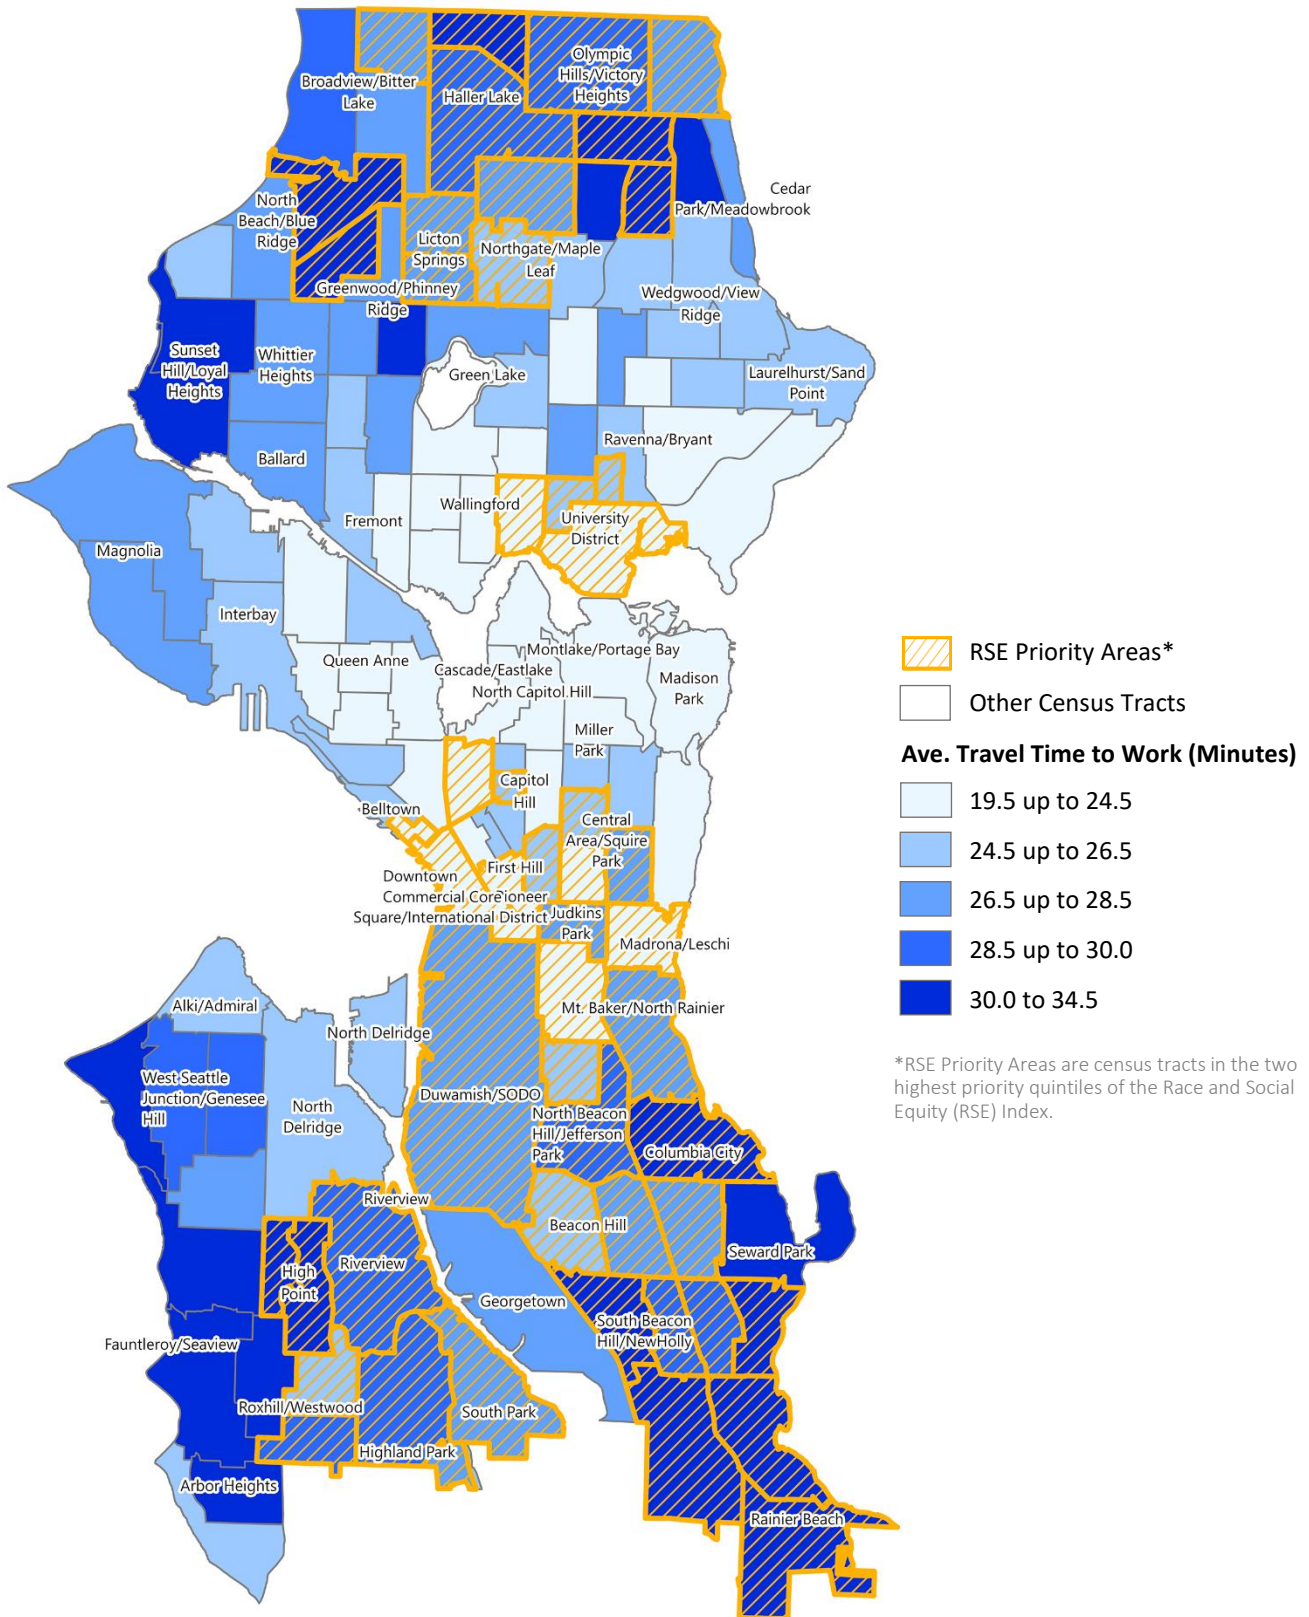 Broadview/Bitter
Lake
Haller Lake
Olympic
Hills/Victory
Heights
Cedar
Park/Meadowbrook
North
Beach/Blue
Ridge
Licton
Springs
Northgate/Maple
Leaf
Greenwood/Phinney
Ridge
Wedgwood/View
Ridge
Sunset
Hill/Loyal
Heights
Whittier
Heights
Green Lake
Laurelhurst/Sand
Point
Ballard
Ravenna/Bryant
Fremont
Wallingford
University
District
Magnolia
Interbay
Queen Anne
Montlake/Portage Bay
Cascade/Eastlake
North Capitol Hill
Madison
Park
Miller
Park
Capitol
Hill
Belltown
Central
Area/Squire
Park
First Hill
Downtown
Commercial Core
Pioneer
Square/International District
Judkins
Park
Madrona/Leschi
Alki/Admiral
North Delridge
Mt. Baker/North Rainier
West Seattle
Junction/Genesee
Hill
North
Delridge
Duwamish/SODO
North Beacon
Hill/Jefferson
Park
Columbia City
Riverview
Beacon Hill
Seward Park
High
Point
Riverview
Georgetown
South Beacon
Hill/NewHolly
Fauntleroy/Seaview
Roxhill/Westwood
South Park
Highland Park
Arbor Heights
Rainier Beach
RSE Priority Areas*
Other Census Tracts
Ave. Travel Time to Work (Minutes)
19.5 up to 24.5
24.5 up to 26.5
26.5 up to 28.5
28.5 up to 30.0
30.0 to 34.5
*RSE Priority Areas are census tracts in the two
highest priority quintiles of the Race and Social
Equity (RSE) Index.